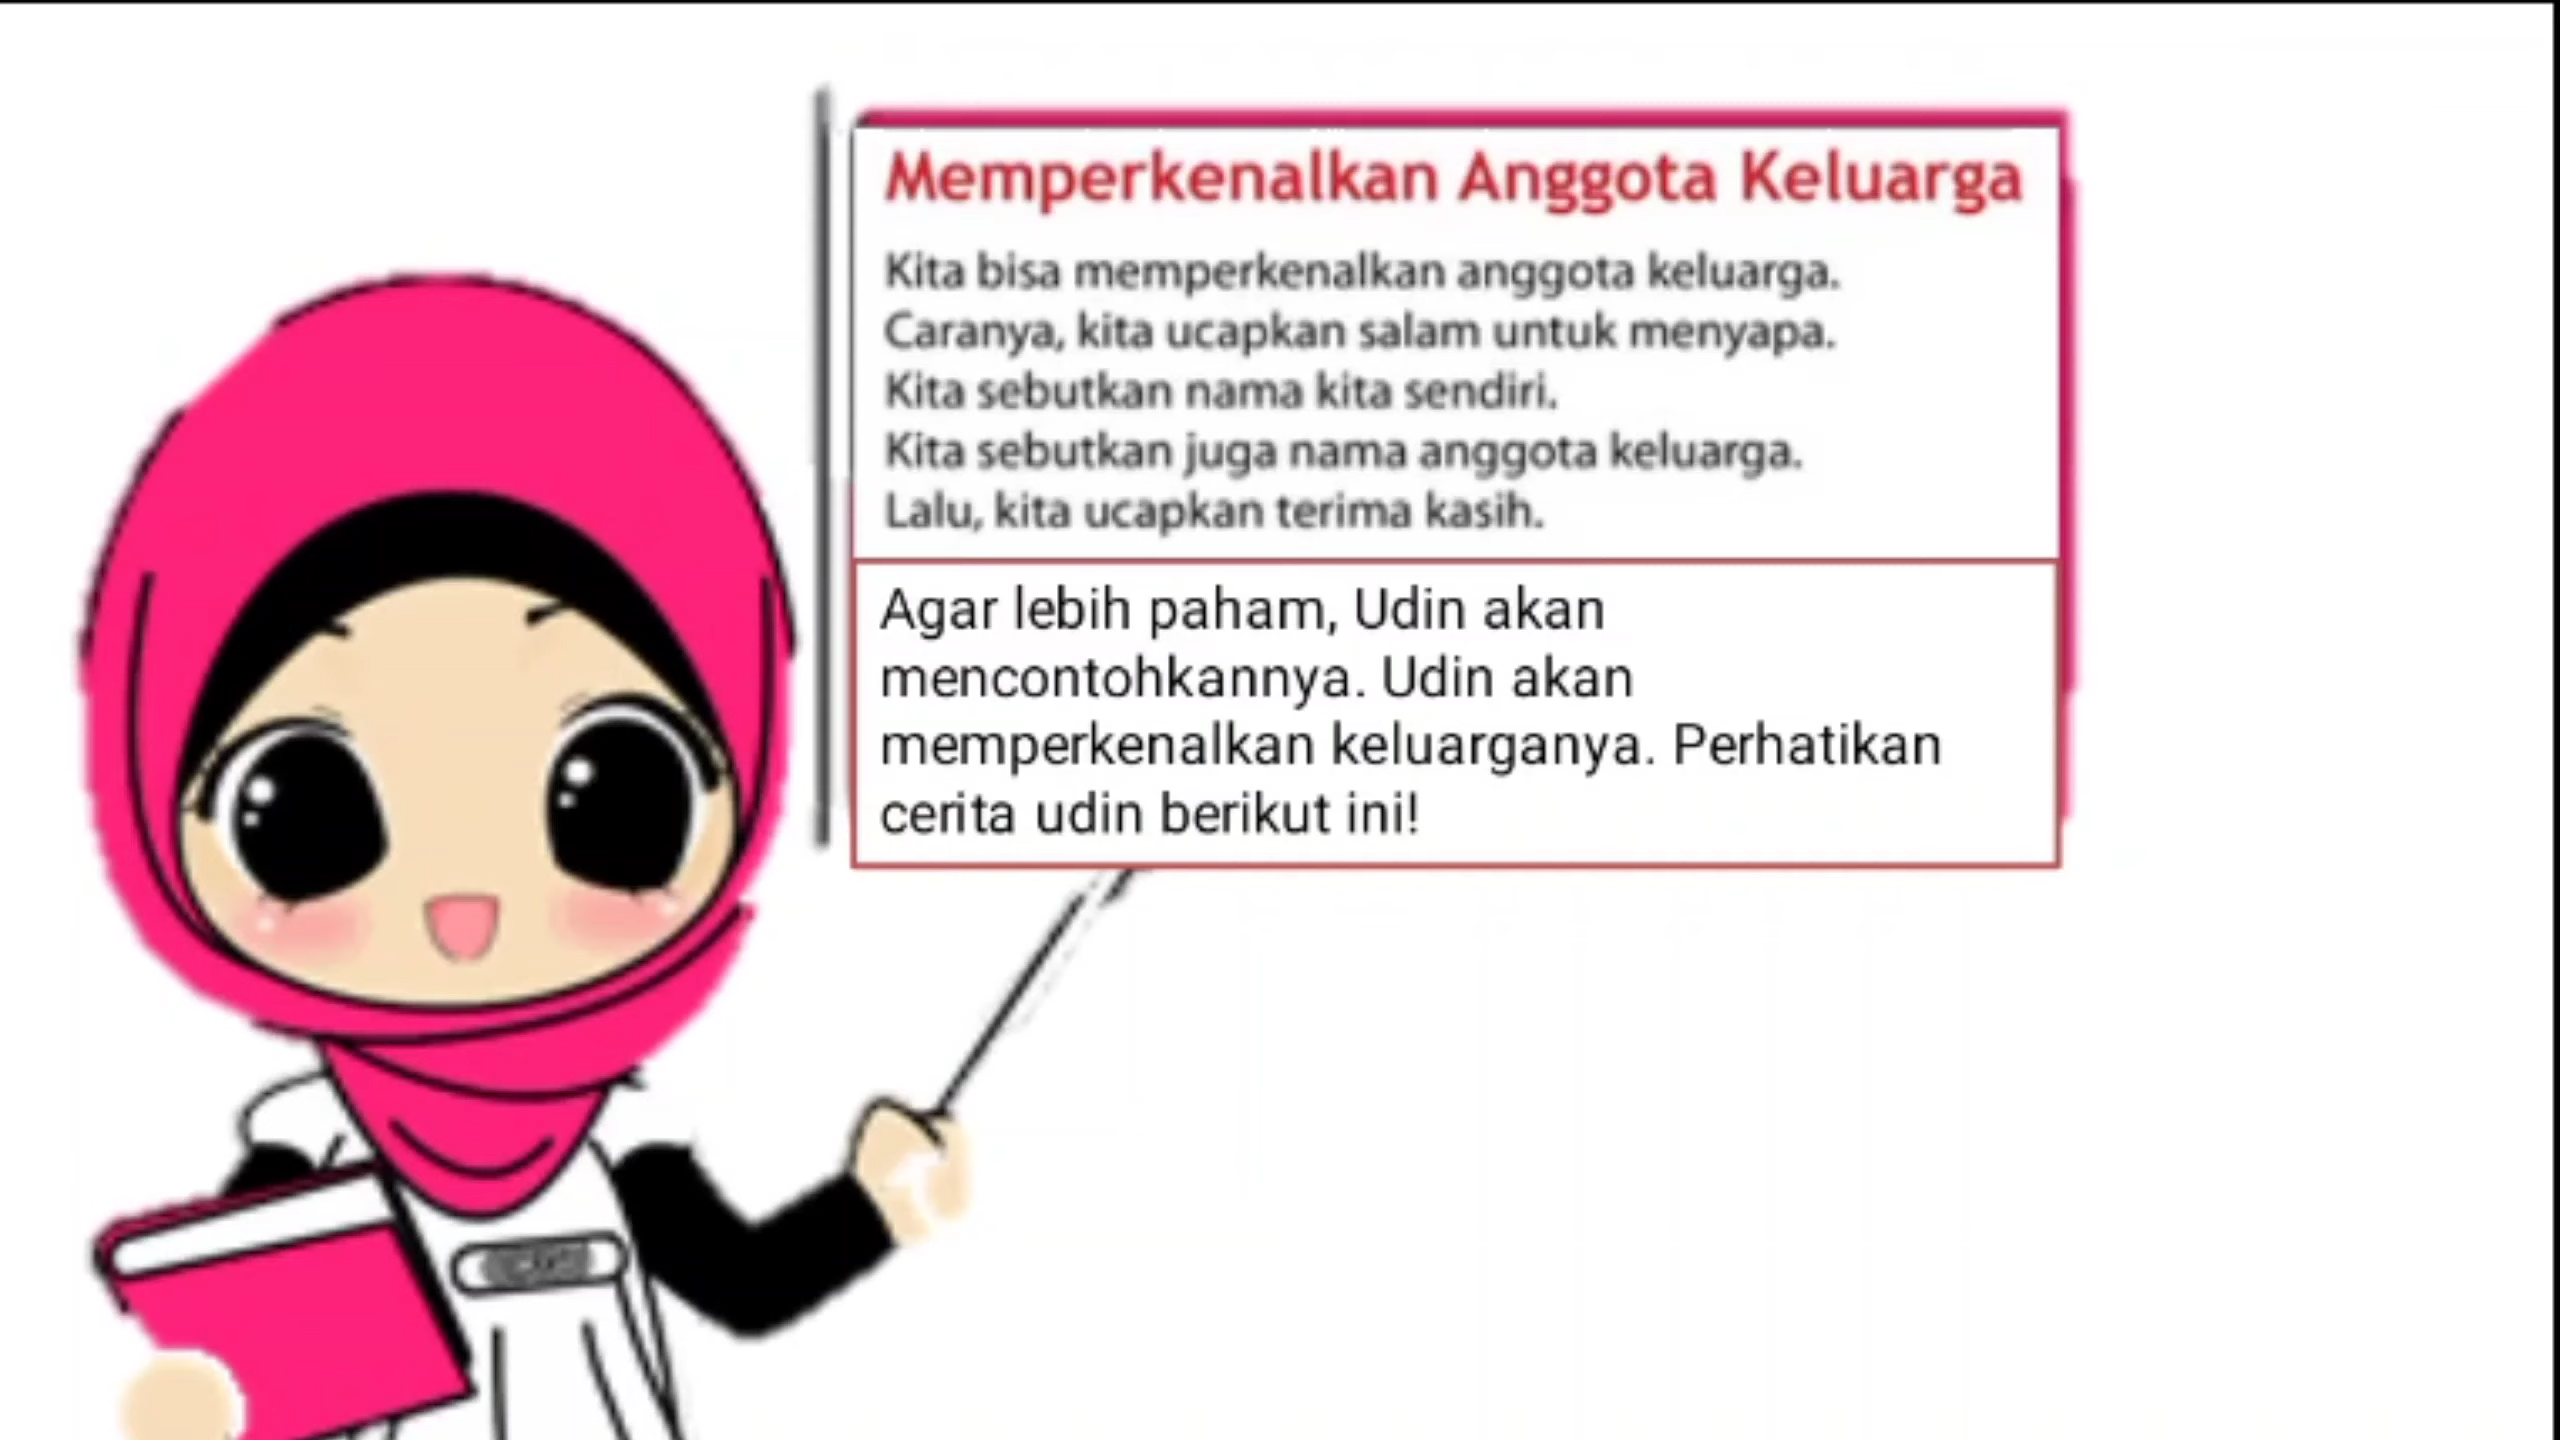 Memperkenalkan Anggota Keluarga
Kita bisa memperkenalkan anggota keluarga.
Caranya, kita ucapkan salam untuk menyapa.
Kita sebutkan nama kita sendiri.
Kita sebutkan juga nama anggota keluarga.
Lalu, kita ucapkan terima kasih.
Agar lebih paham, Udin akan
mencontohkannya. Udin akan
memperkenalkan keluarganya. Perhatikan
cerita udin berikut ini!